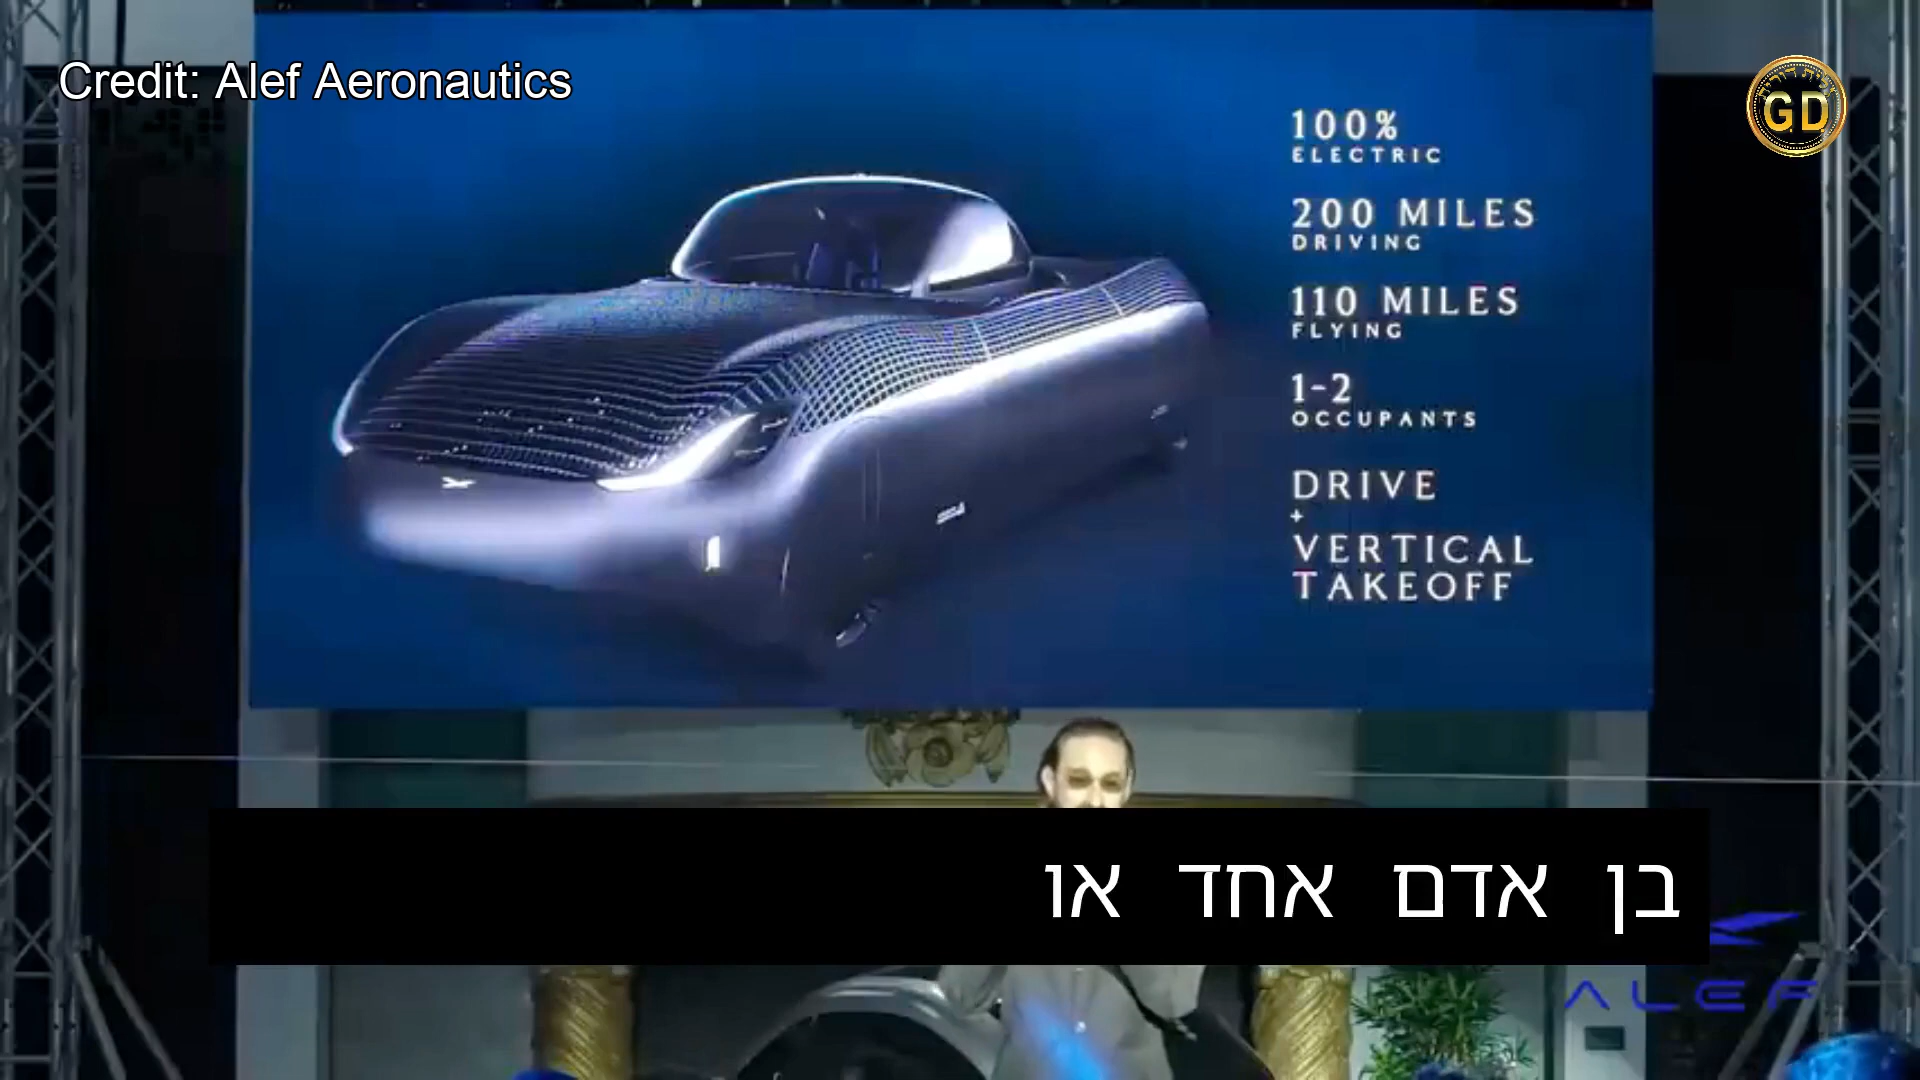 Credit: Alef Aeronautics
GD
100%
ELECTRIC
200 MILES
DRIVING
110 MILES
FLYING
1-2
OCCUPANTS
DRIVE
+
VERTICAL
TAKEOFF
בן אדם אחד או
ALEF